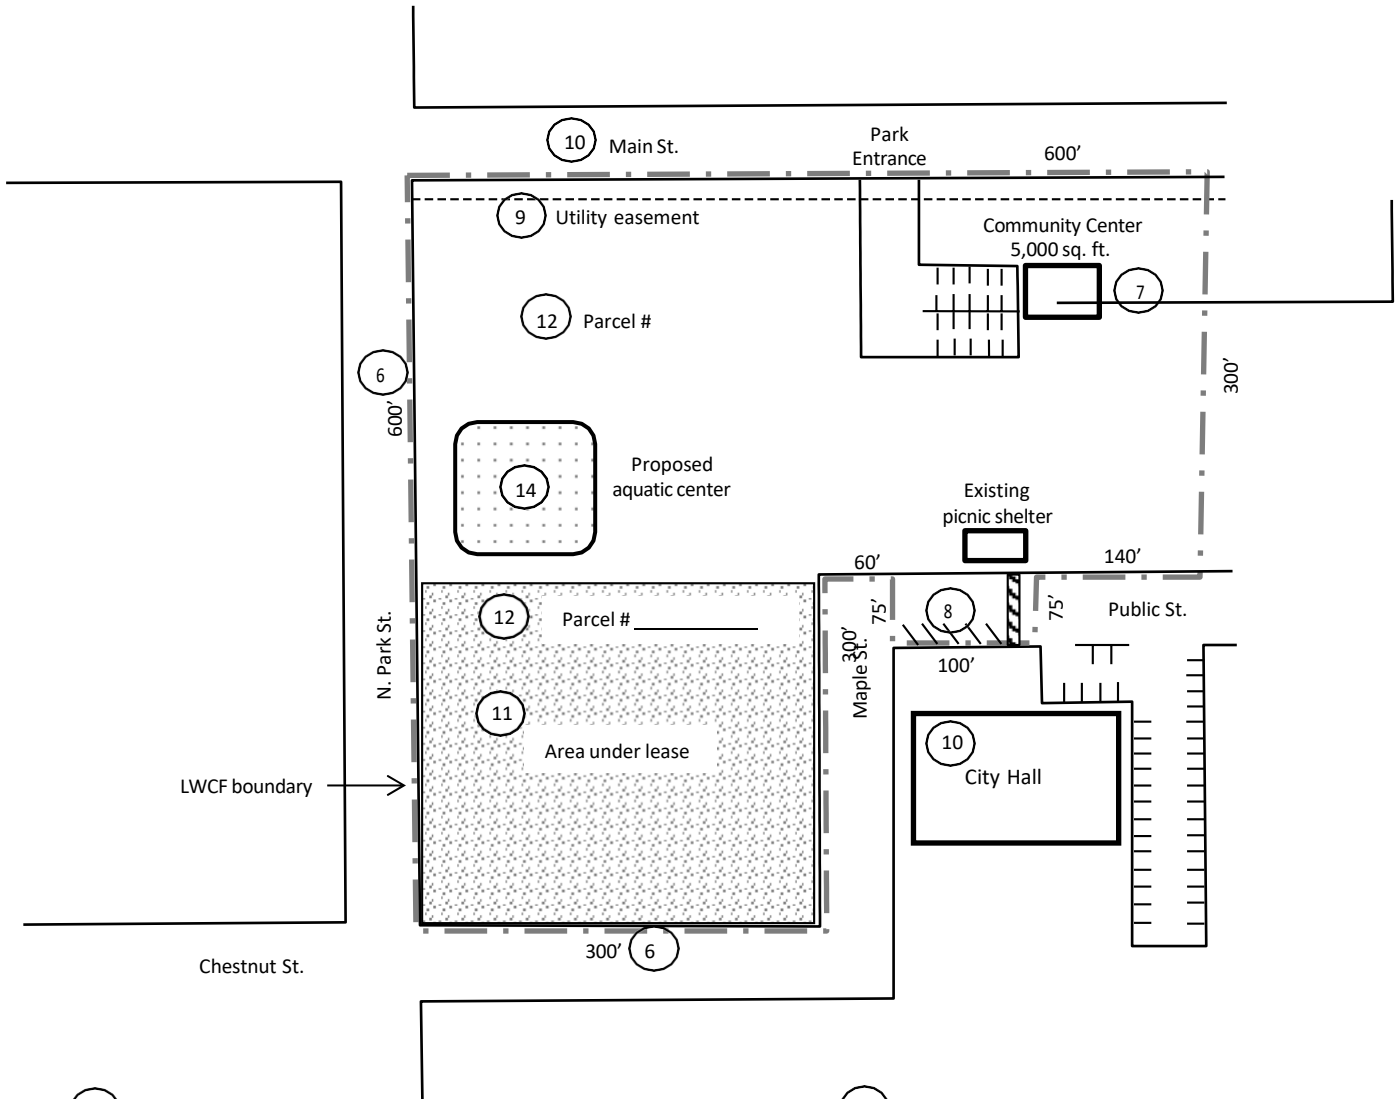 10 Main St.
Park
Entrance
600’
9 Utility easement
Community Center
5,000 sq. ft.
7
12 Parcel #
6
600’
300’
14
Proposed
aquatic center
Existing
picnic shelter
60’
140’
75’
8
75’
Public St.
12 Parcel #
300’
Maple St.
100’
N. Park St.
11
Area under lease
10
City Hall
LWCF boundary
300’ 6
Chestnut St.